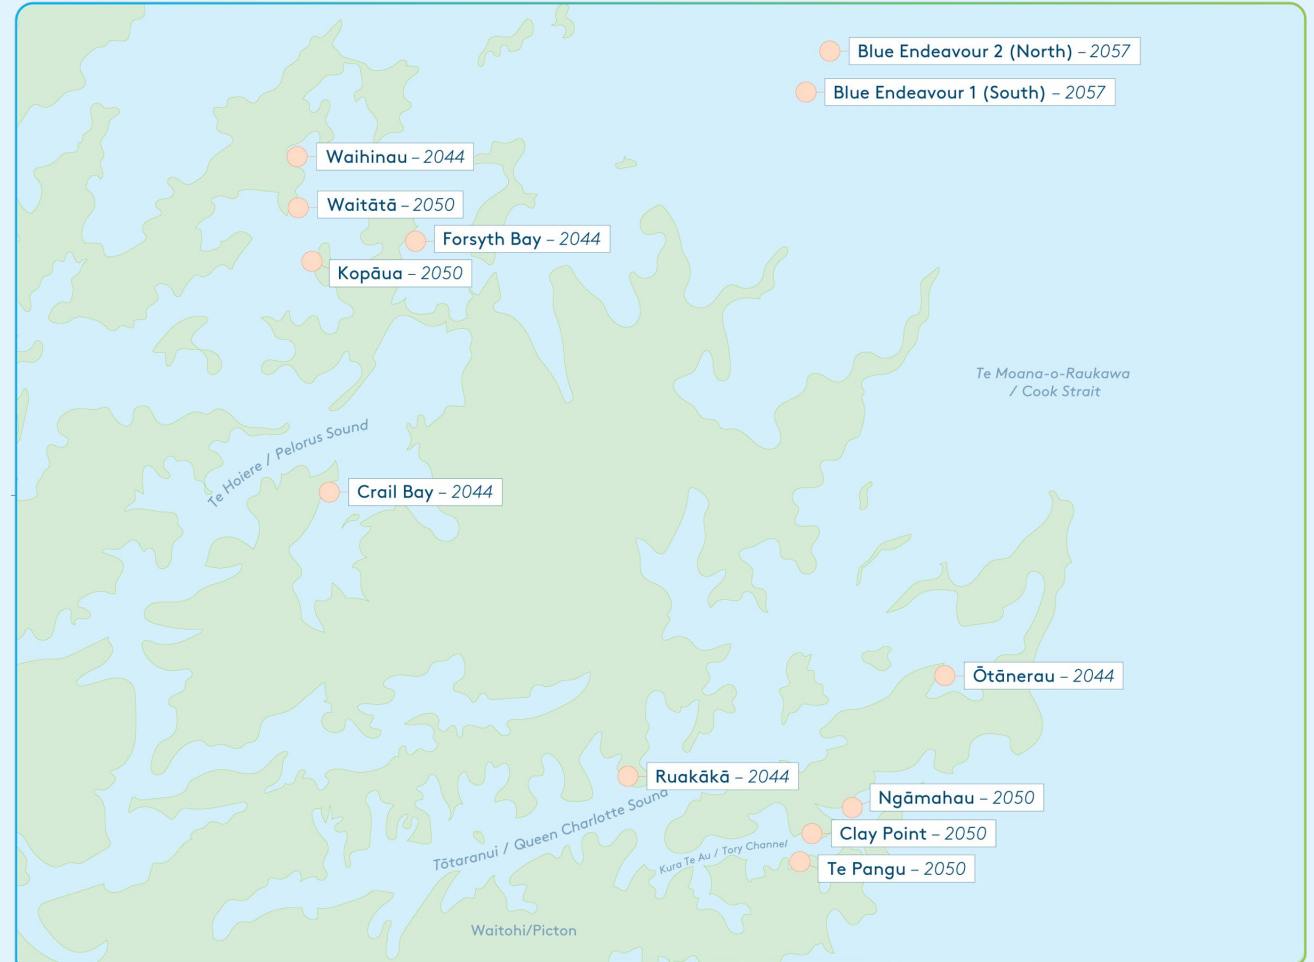 Blue Endeavour 2 (North) – 2057
Blue Endeavour 1 (South) – 2057
Waihinau – 2044
Waitātā – 2050
Forsyth Bay – 2044
Kopāua – 2050
Te Moana-o-Raukawa
/ Cook Strait
Te Hoiere / Pelorus Sound
Crail Bay – 2044
Ōtānerau – 2044
Ruakākā – 2044
Ngāmahau – 2050
Tōtaranui / Queen Charlotte Sound
Clay Point – 2050
Kura Te Au / Tory Channel
Te Pangu – 2050
Waitohi/Picton